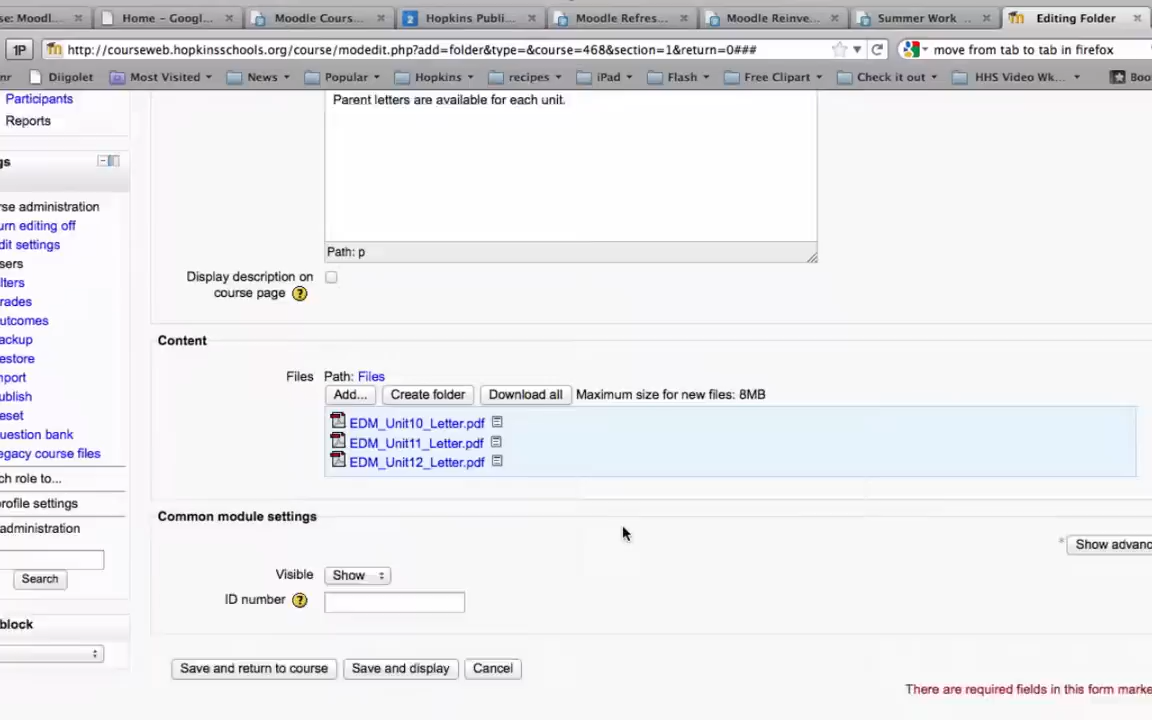 se: Moodl...
Home – Googl...
Moodle Cours...
Hopkins Publi...
Moodle Refres...
Moodle Reinve...
Summer Work ...
Editing Folder
1P
http://courseweb.hopkinsschools.org/course/modedit.php?add=folder&type=&course=468&section=1&return=0###
move from tab to tab in firefox
nr
Diigolet
Most Visited
News
Popular
Hopkins
recipes
iPad
Flash
Free Clipart
Check it out
HHS Video Wk...
Boo
Participants
Reports
gs
rse administration
urn editing off
dit settings
sers
lters
rades
utcomes
ackup
estore
mport
ublish
eset
uestion bank
egacy course files
ch role to...
rofile settings
administration
Search
block
Parent letters are available for each unit.
Path: p
Display description on
course page
Content
Files Path: Files
Add... Create folder Download all Maximum size for new files: 8MB
EDM_Unit10_Letter.pdf
EDM_Unit11_Letter.pdf
EDM_Unit12_Letter.pdf
Common module settings
* Show advanc
Visible Show
ID number
Save and return to course Save and display Cancel
There are required fields in this form marke